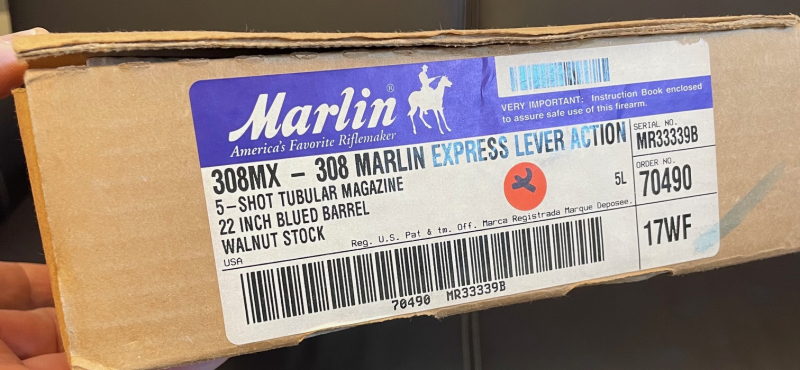 Marlin®
America's Favorite Riflemaker
VERY IMPORTANT: Instruction Book enclosed
to assure safe use of this firearm.
308MX - 308 MARLIN EXPRESS LEVER ACTION
5-SHOT TUBULAR MAGAZINE
22 INCH BLUED BARREL
WALNUT STOCK
5L
USA
Reg. U.S. Pat & tm. Off. Marca Registrada Marque Deposee.
70490 MR33339B
SERIAL NO.
MR33339B
ORDER NO.
70490
17WF